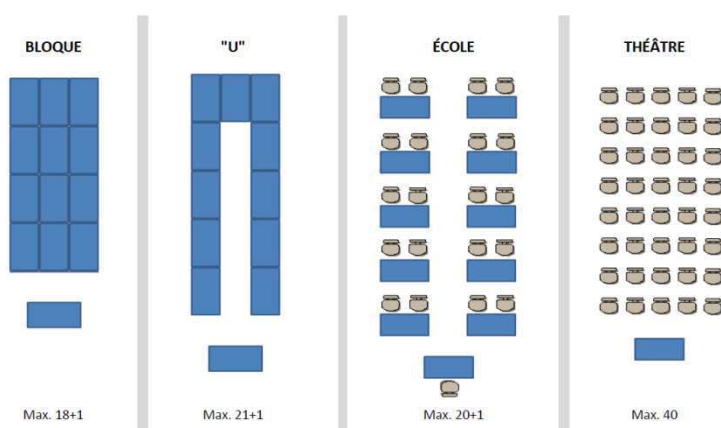 BLOQUE
"U"
ÉCOLE
THÉÂTRE
Max. 18+1
Max. 21+1
Max. 20+1
Max. 40